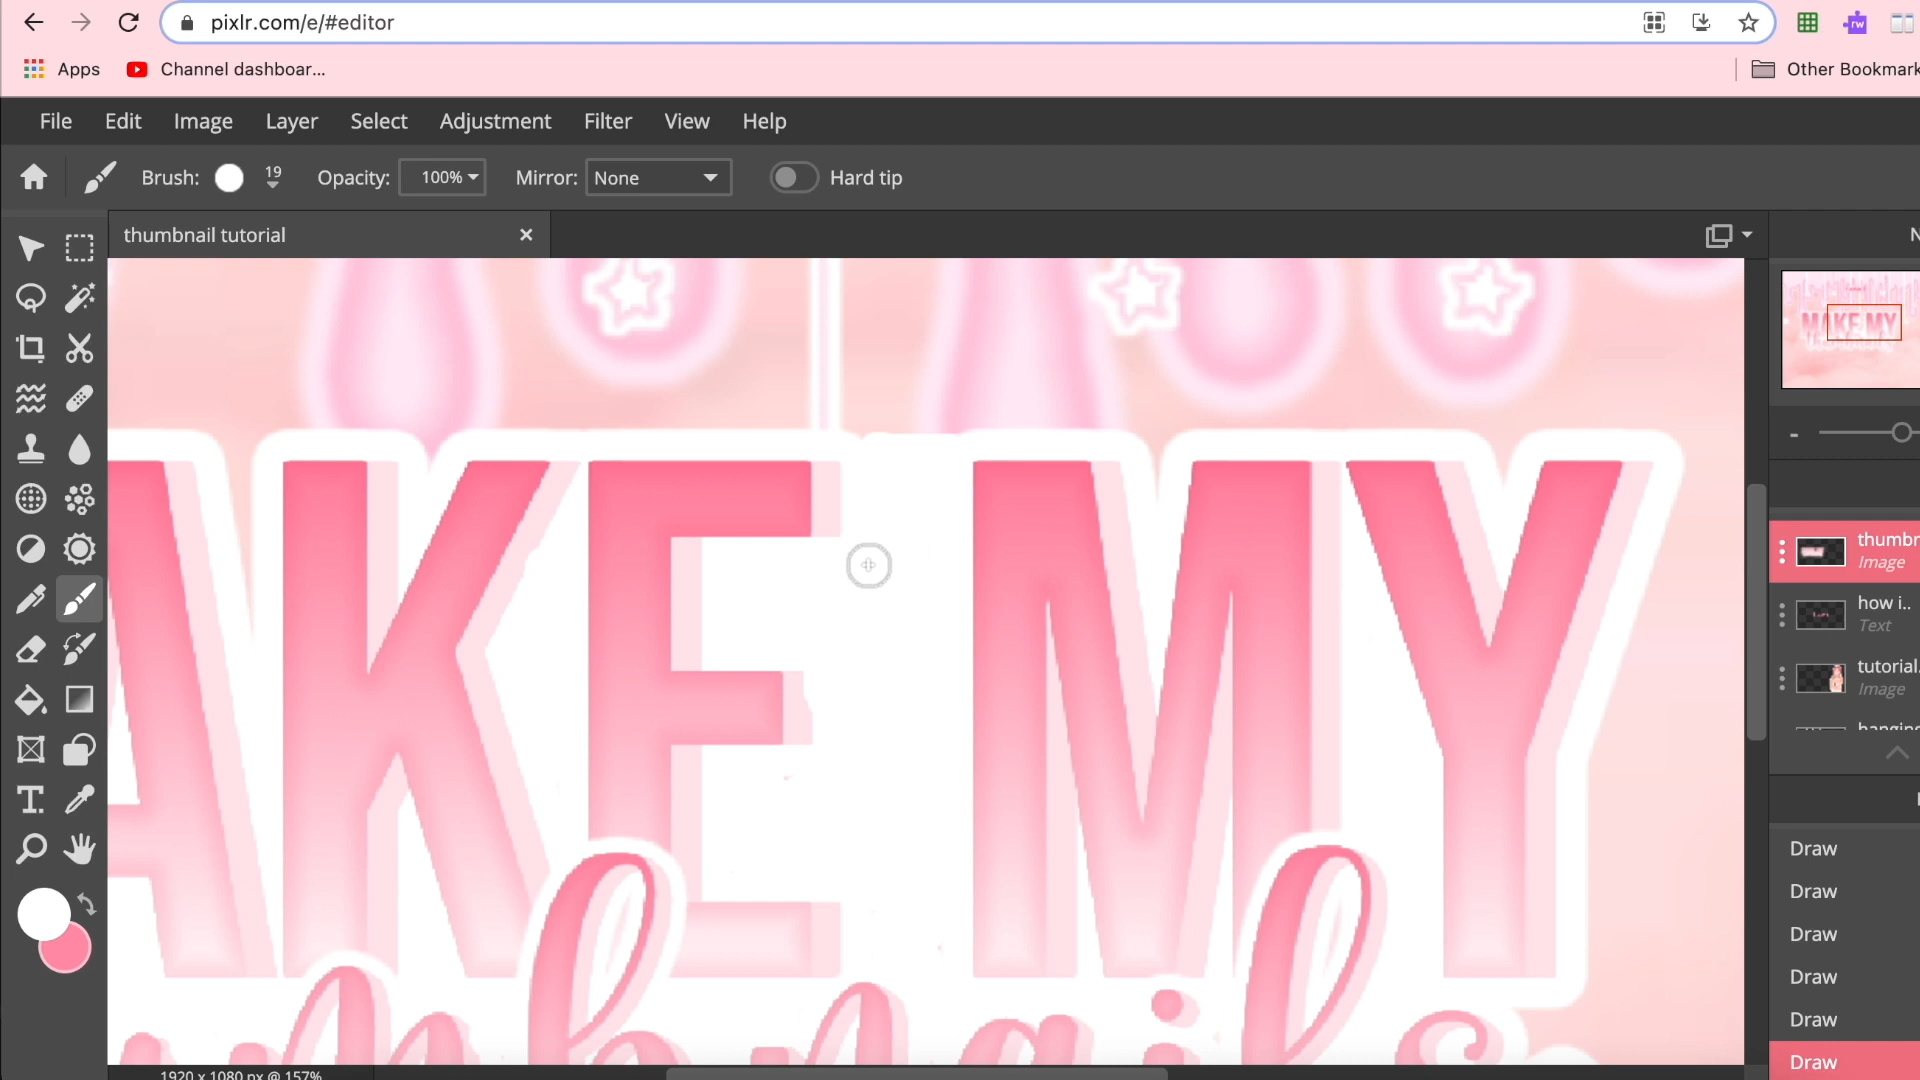 pixlr.com/e/#editor
Apps Channel dashboar... Other Bookmark
File Edit Image Layer Select Adjustment Filter View Help
Brush: 19 Opacity: 100% Mirror: None Hard tip
thumbnail tutorial
N
AKE MY
thumbr
Image
how i..
Text
tutorial.
Image
hanging
Draw
Draw
Draw
Draw
Draw
Draw
1920 x 1080 px @ 157%